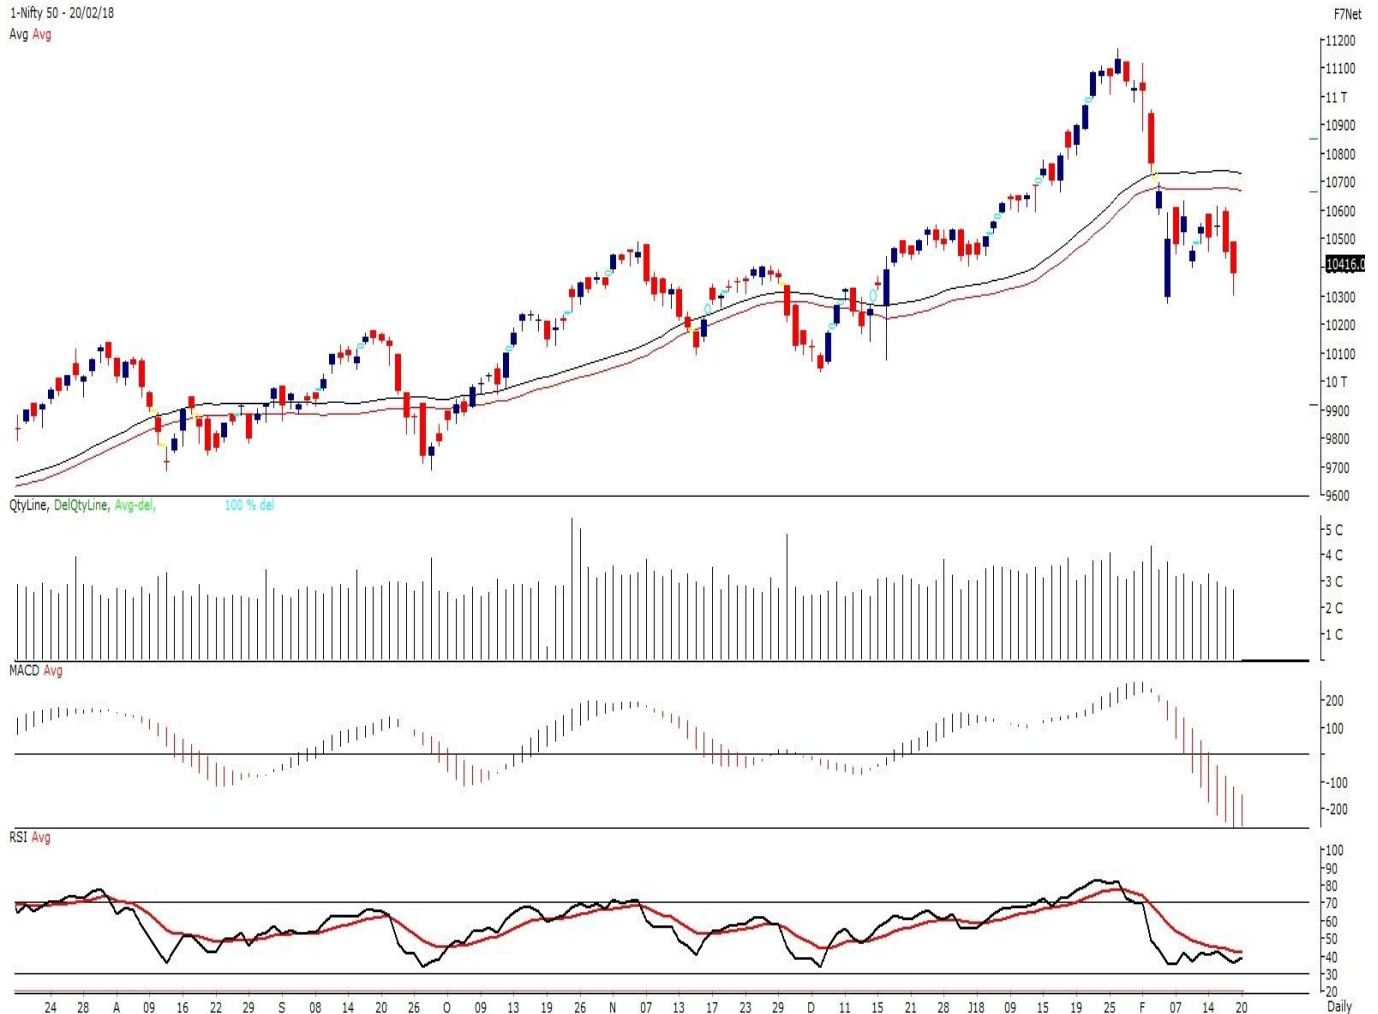 1-Nifty 50 - 20/02/18
F7Net
Avg Avg
11200
11100
11 T
10900
10800
10700
10600
10500
10416.0
10300
10200
10100
10 T
9900
9800
9700
9600
QtyLine, DelQtyLine, Avg-del, 100 % del
5 C
4 C
3 C
2 C
1 C
MACD Avg
200
100
-100
-200
RSI Avg
100
90
80
70
60
50
40
30
20
24 28 A 09 16 22 29 S 08 14 20 26 O 09 13 19 25 N 07 13 17 23 29 D 11 15 21 28 J18 09 15 19 25 F 07 14 20 Daily